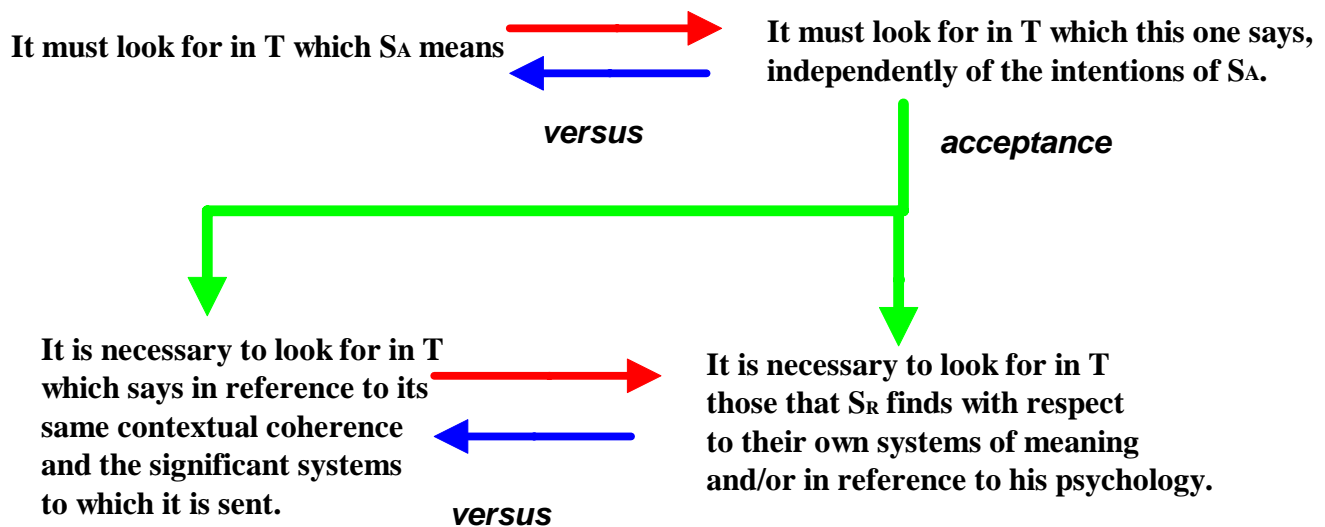 It must look for in T which SA means
It must look for in T which this one says,
independently of the intentions of SA.
versus
acceptance
It is necessary to look for in T
which says in reference to its
same contextual coherence
and the significant systems
to which it is sent.
It is necessary to look for in T
those that SR finds with respect
to their own systems of meaning
and/or in reference to his psychology.
versus